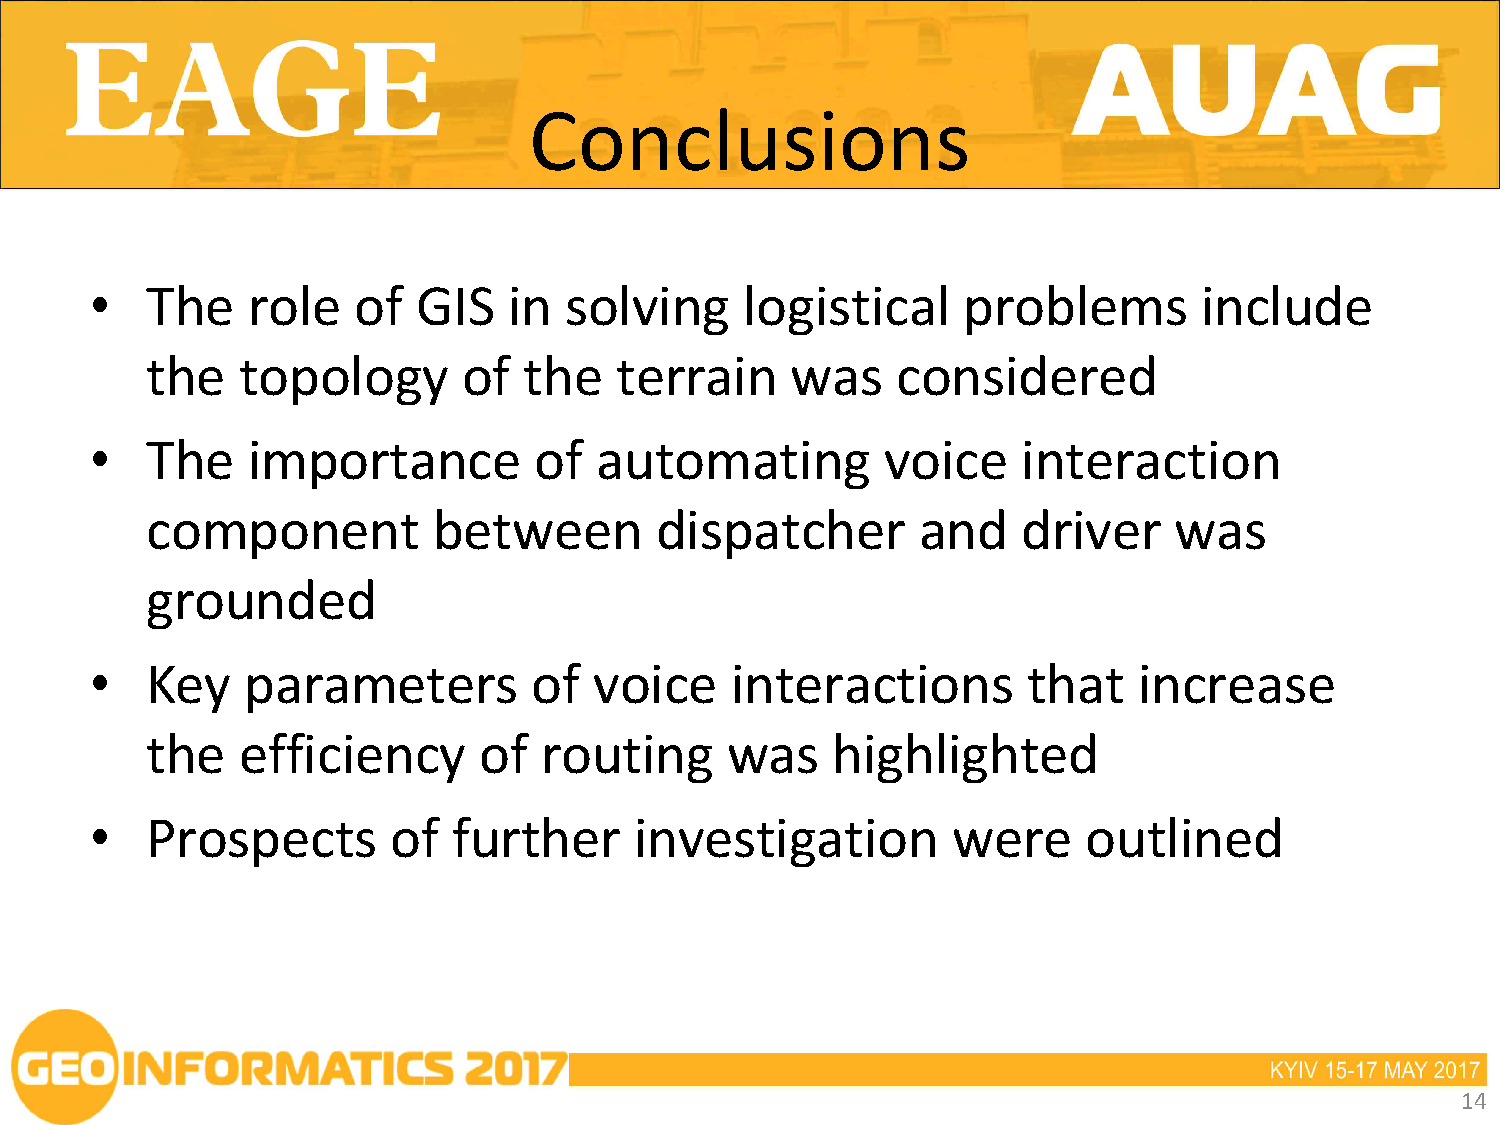 EAGE
AUAG
Conclusions
• The role of GIS in solving logistical problems include
the topology of the terrain was considered
• The importance of automating voice interaction
component between dispatcher and driver was
grounded
• Key parameters of voice interactions that increase
the efficiency of routing was highlighted
• Prospects of further investigation were outlined
GEOINFORMATICS 2017
KYIV 15-17 MAY 2017
14